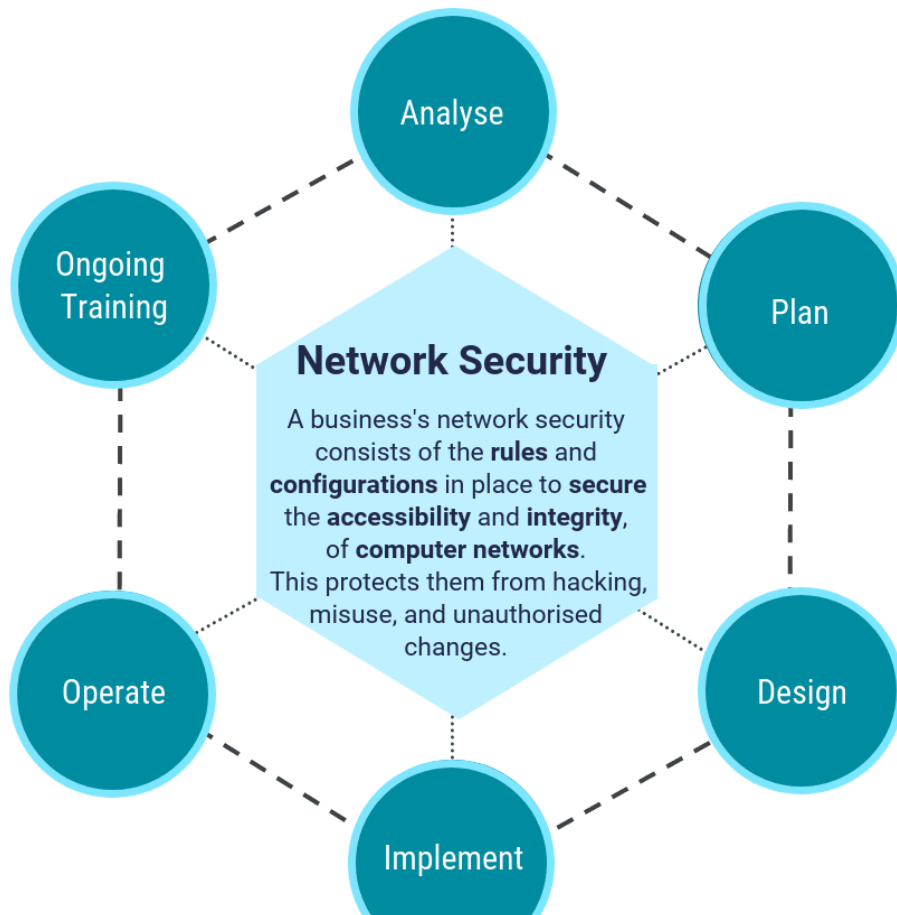 Analyse
Ongoing
Training
Plan
Network Security
A business's network security
consists of the rules and
configurations in place to secure
the accessibility and integrity,
of computer networks.
This protects them from hacking,
misuse, and unauthorised
changes.
Operate
Design
Implement